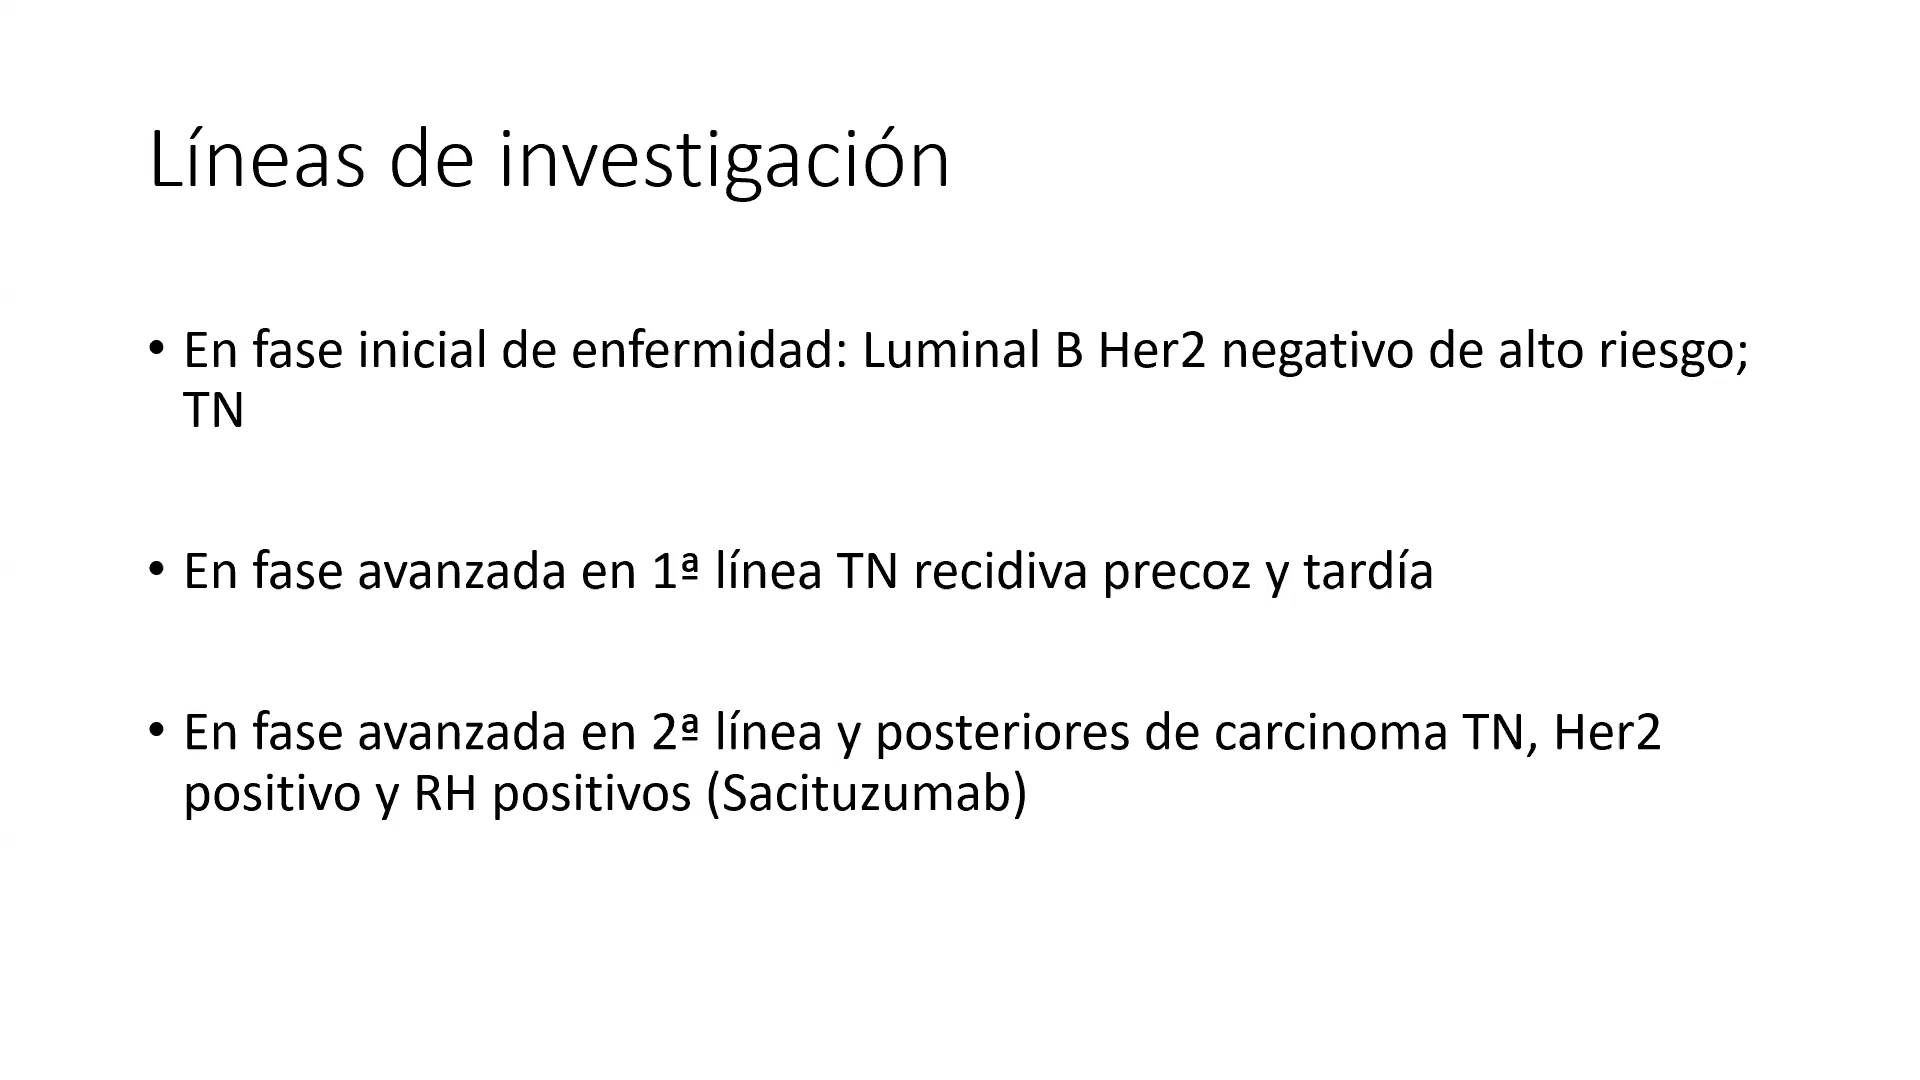 Líneas de investigación
• En fase inicial de enfermidad: Luminal B Her2 negativo de alto riesgo;
TN
• En fase avanzada en 1ª línea TN recidiva precoz y tardía
• En fase avanzada en 2ª línea y posteriores de carcinoma TN, Her2
positivo y RH positivos (Sacituzumab)